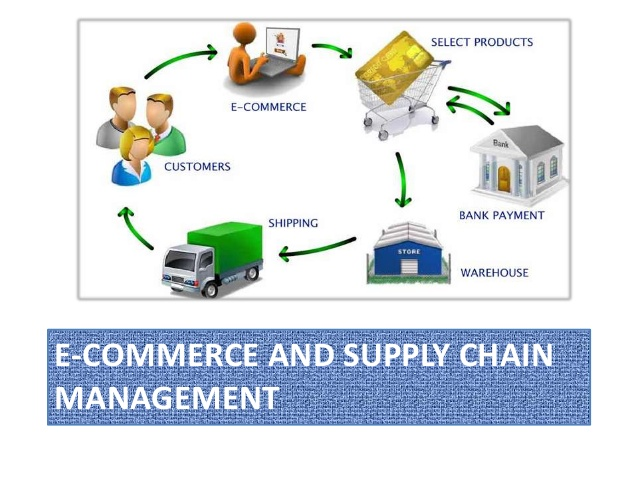 SELECT PRODUCTS
E-COMMERCE
Bank
CUSTOMERS
BANK PAYMENT
SHIPPING
STORE
WAREHOUSE
E-COMMERCE AND SUPPLY CHAIN
MANAGEMENT